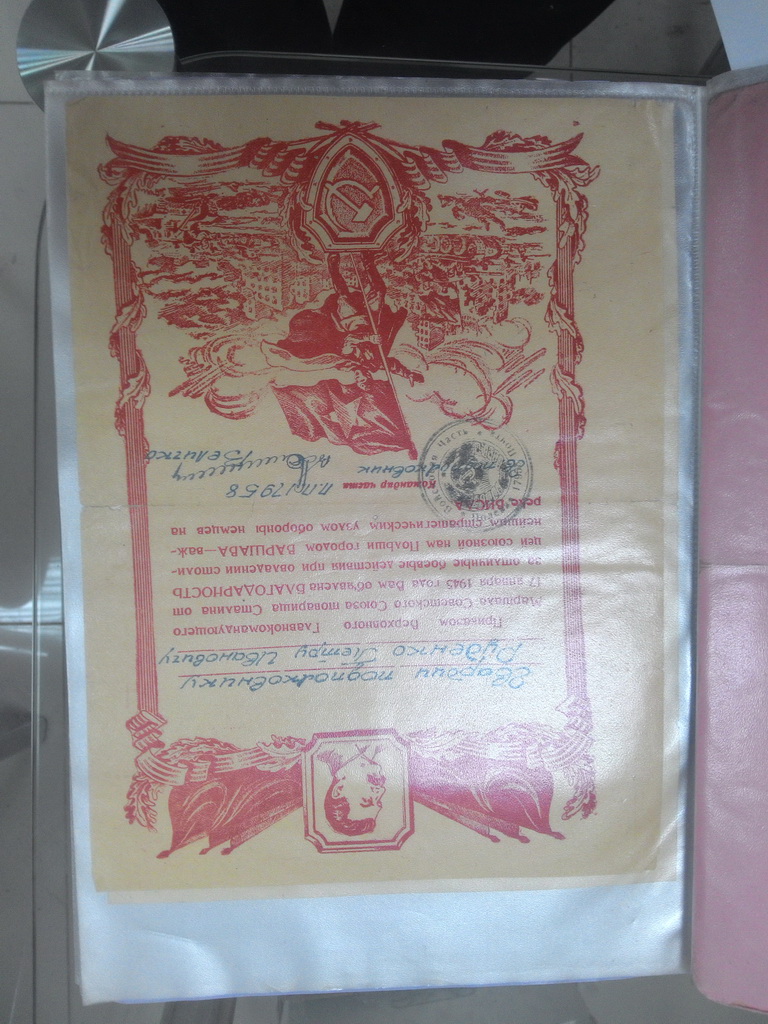 Гвардии подполковнику
Руденко Петру Ивановичу
Приказом Верховного Главнокомандующего
Маршала Советского Союза товарища Сталина от
17 января 1945 года Вам объявлена БЛАГОДАРНОСТЬ
за отличные боевые действия при овладении столи-
цей союзной нам Польши городом ВАРШАВА—важ-
нейшим стратегическим узлом обороны немцев на
реке ВИСЛА.
Командир части п.п. 17958
подполковник Величко